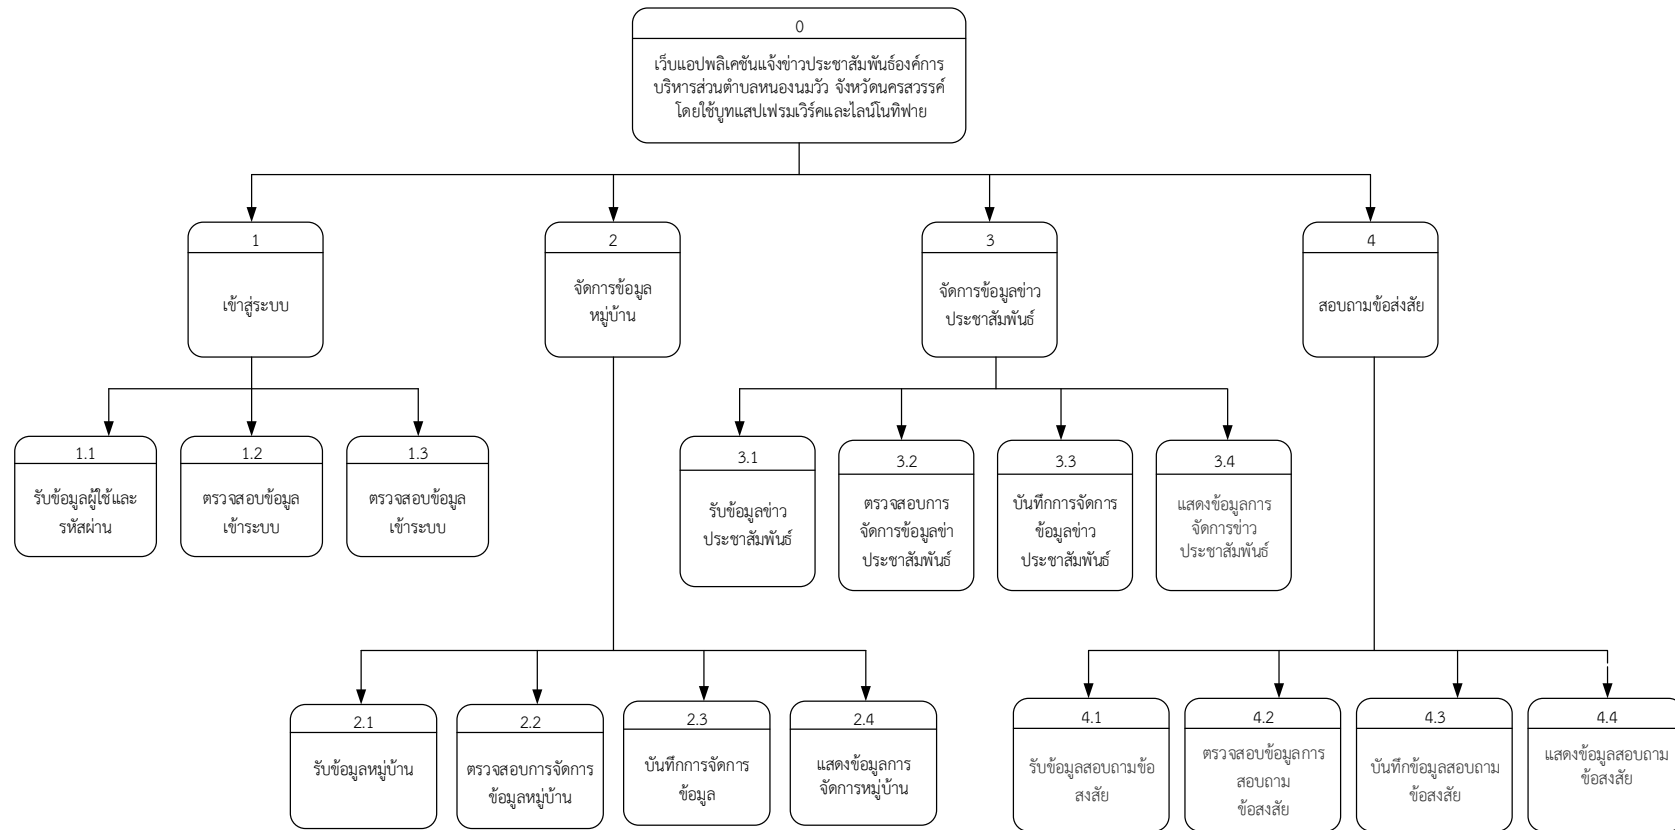 0
เว็บแอปพลิเคชันแจ้งข่าวประชาสัมพันธ์องค์การ
บริหารส่วนตำบลหนองนมวัว จังหวัดนครสวรรค์
โดยใช้บูทแสปเฟรมเวิร์คและไลน์โนทิฟาย
1
เข้าสู่ระบบ
2
จัดการข้อมูล
หมู่บ้าน
3
จัดการข้อมูลข่าว
ประชาสัมพันธ์
4
สอบถามข้อส่งสัย
1.1
รับข้อมูลผู้ใช้และ
รหัสผ่าน
1.2
ตรวจสอบข้อมูล
เข้าระบบ
1.3
ตรวจสอบข้อมูล
เข้าระบบ
3.1
รับข้อมูลข่าว
ประชาสัมพันธ์
3.2
ตรวจสอบการ
จัดการข้อมูลข่า
ประชาสัมพันธ์
3.3
บันทึกการจัดการ
ข้อมูลข่าว
ประชาสัมพันธ์
3.4
แสดงข้อมูลการ
จัดการข่าว
ประชาสัมพันธ์
2.1
รับข้อมูลหมู่บ้าน
2.2
ตรวจสอบการจัดการ
ข้อมูลหมู่บ้าน
2.3
บันทึกการจัดการ
ข้อมูล
2.4
แสดงข้อมูลการ
จัดการหมู่บ้าน
4.1
รับข้อมูลสอบถามข้อ
สงสัย
4.2
ตรวจสอบข้อมูลการ
สอบถาม
ข้อสงสัย
4.3
บันทึกข้อมูลสอบถาม
ข้อสงสัย
4.4
แสดงข้อมูลสอบถาม
ข้อสงสัย